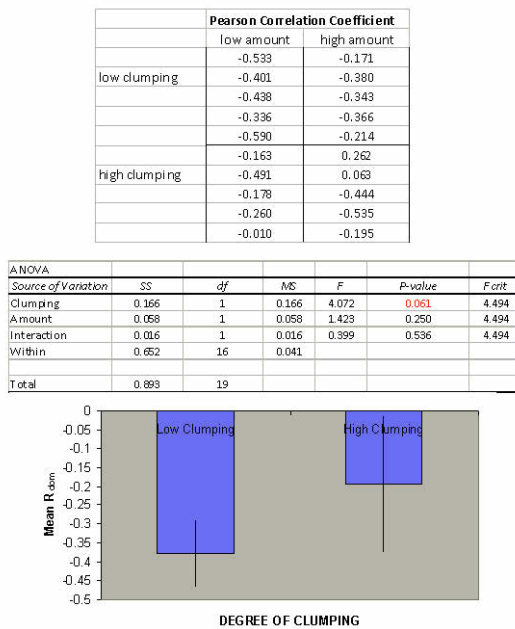 Pearson Correlation Coefficient
low amount high amount
-0.533 -0.171
low clumping -0.401 -0.380
-0.438 -0.343
-0.336 -0.366
-0.590 -0.214
-0.163 0.262
high clumping -0.491 0.063
-0.178 -0.444
-0.260 -0.535
-0.010 -0.195
ANOVA
Source of Variation SS df MS F P-value F crit
Clumping 0.166 1 0.166 4.072 0.061 4.494
Amount 0.058 1 0.058 1.423 0.250 4.494
Interaction 0.016 1 0.016 0.399 0.536 4.494
Within 0.652 16 0.041
Total 0.893 19
0
-0.05
-0.1
-0.15
-0.2
-0.25
-0.3
-0.35
-0.4
-0.45
-0.5
Low Clumping High Clumping
Mean R dom
DEGREE OF CLUMPING